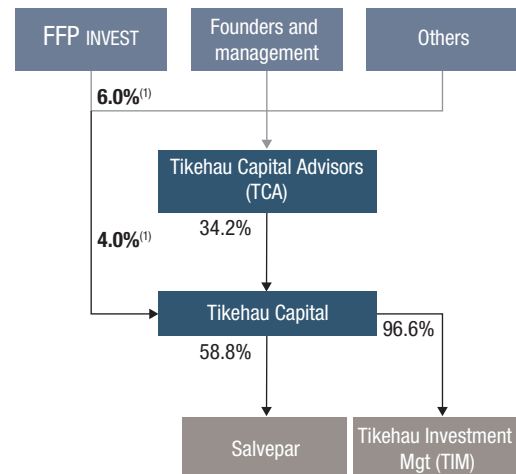 FFP INVEST
Founders and
management
Others
6.0%(1)
Tikehau Capital Advisors
(TCA)
34.2%
4.0%(1)
Tikehau Capital
96.6%
58.8%
Salvepar
Tikehau Investment
Mgt (TIM)